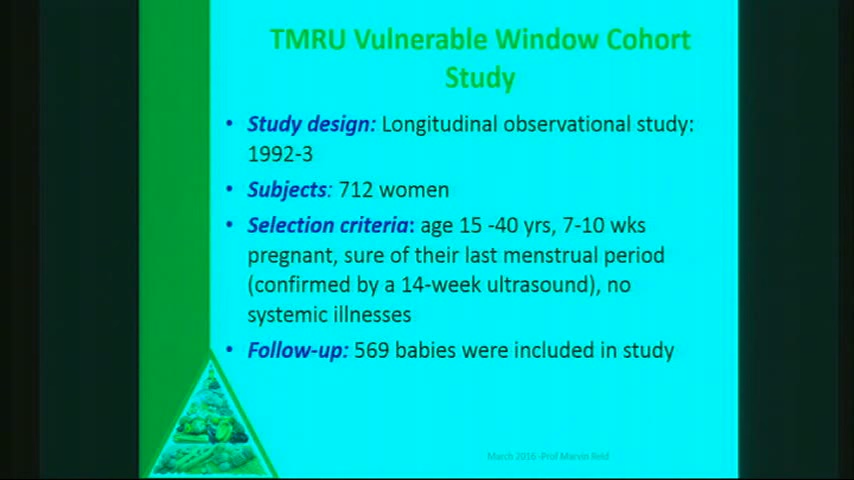 TMRU Vulnerable Window Cohort
Study
• Study design: Longitudinal observational study:
1992-3
• Subjects: 712 women
• Selection criteria: age 15 -40 yrs, 7-10 wks
pregnant, sure of their last menstrual period
(confirmed by a 14-week ultrasound), no
systemic illnesses
• Follow-up: 569 babies were included in study
March 2016 -Prof Marvin Reid